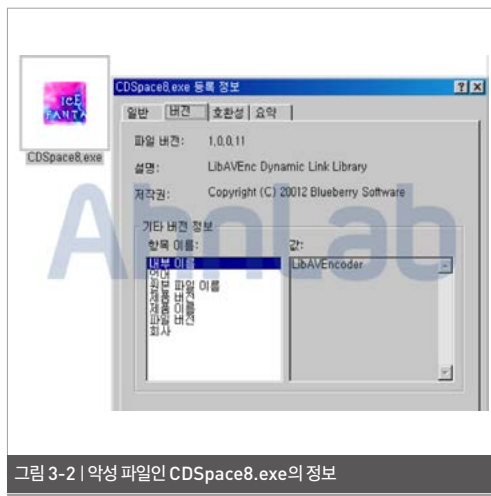 ICE
FANTA
CDSpace8.exe
CDSpace8.exe 등록 정보
일반 버전 호환성 요약
파일 버전: 1.0.0.11
설명: LibAVEnc Dynamic Link Library
저작권: Copyright (C) 20012 Blueberry Software
AhnLab
기타 버전 정보
항목 이름: 값:
내부 이름 LibAVEncoder
언어
원본 파일 이름
제품 버전
제품 이름
파일 버전
회사
그림 3-2 | 악성 파일인 CDSpace8.exe의 정보